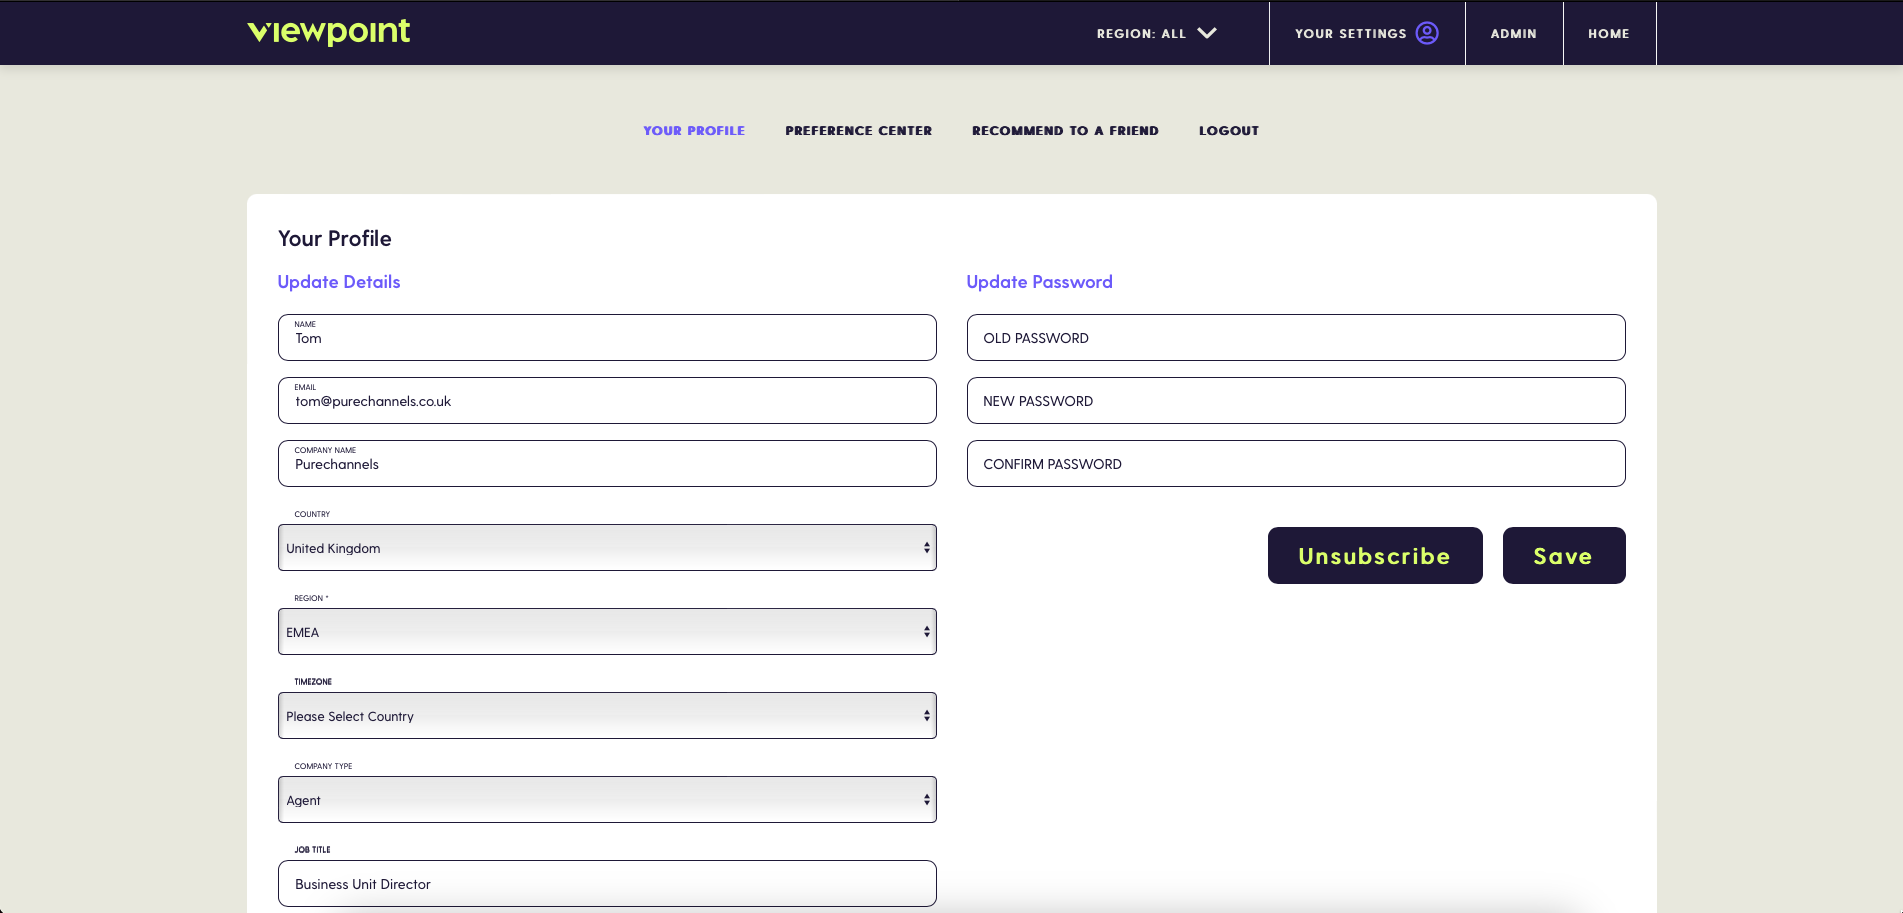 viewpoint
REGION: ALL
YOUR SETTINGS
ADMIN
HOME
YOUR PROFILE
PREFERENCE CENTER
RECOMMEND TO A FRIEND
LOGOUT
Your Profile
Update Details
NAME
Tom
EMAIL
tom@purechannels.co.uk
COMPANY NAME
Purechannels
COUNTRY
United Kingdom
REGION *
EMEA
TIMEZONE
Please Select Country
COMPANY TYPE
Agent
JOB TITLE
Business Unit Director
Update Password
OLD PASSWORD
NEW PASSWORD
CONFIRM PASSWORD
Unsubscribe
Save